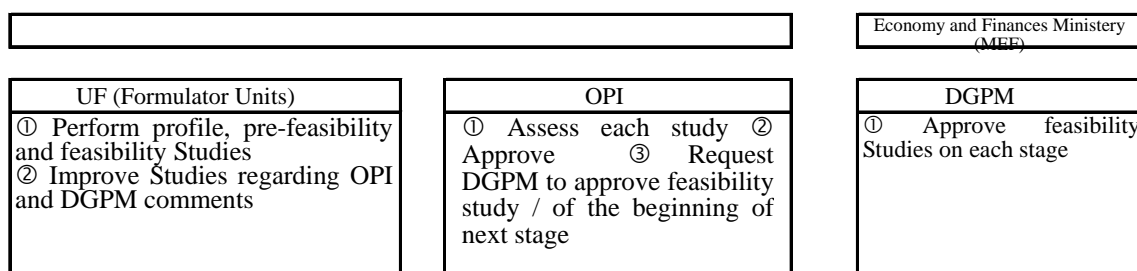 Economy and Finances Ministery
(MEF)
UF (Formulator Units)
① Perform profile, pre-feasibility
and feasibility Studies
② Improve Studies regarding OPI
and DGPM comments
OPI
① Assess each study ②
Approve ③ Request
DGPM to approve feasibility
study / of the beginning of
next stage
DGPM
① Approve feasibility
Studies on each stage